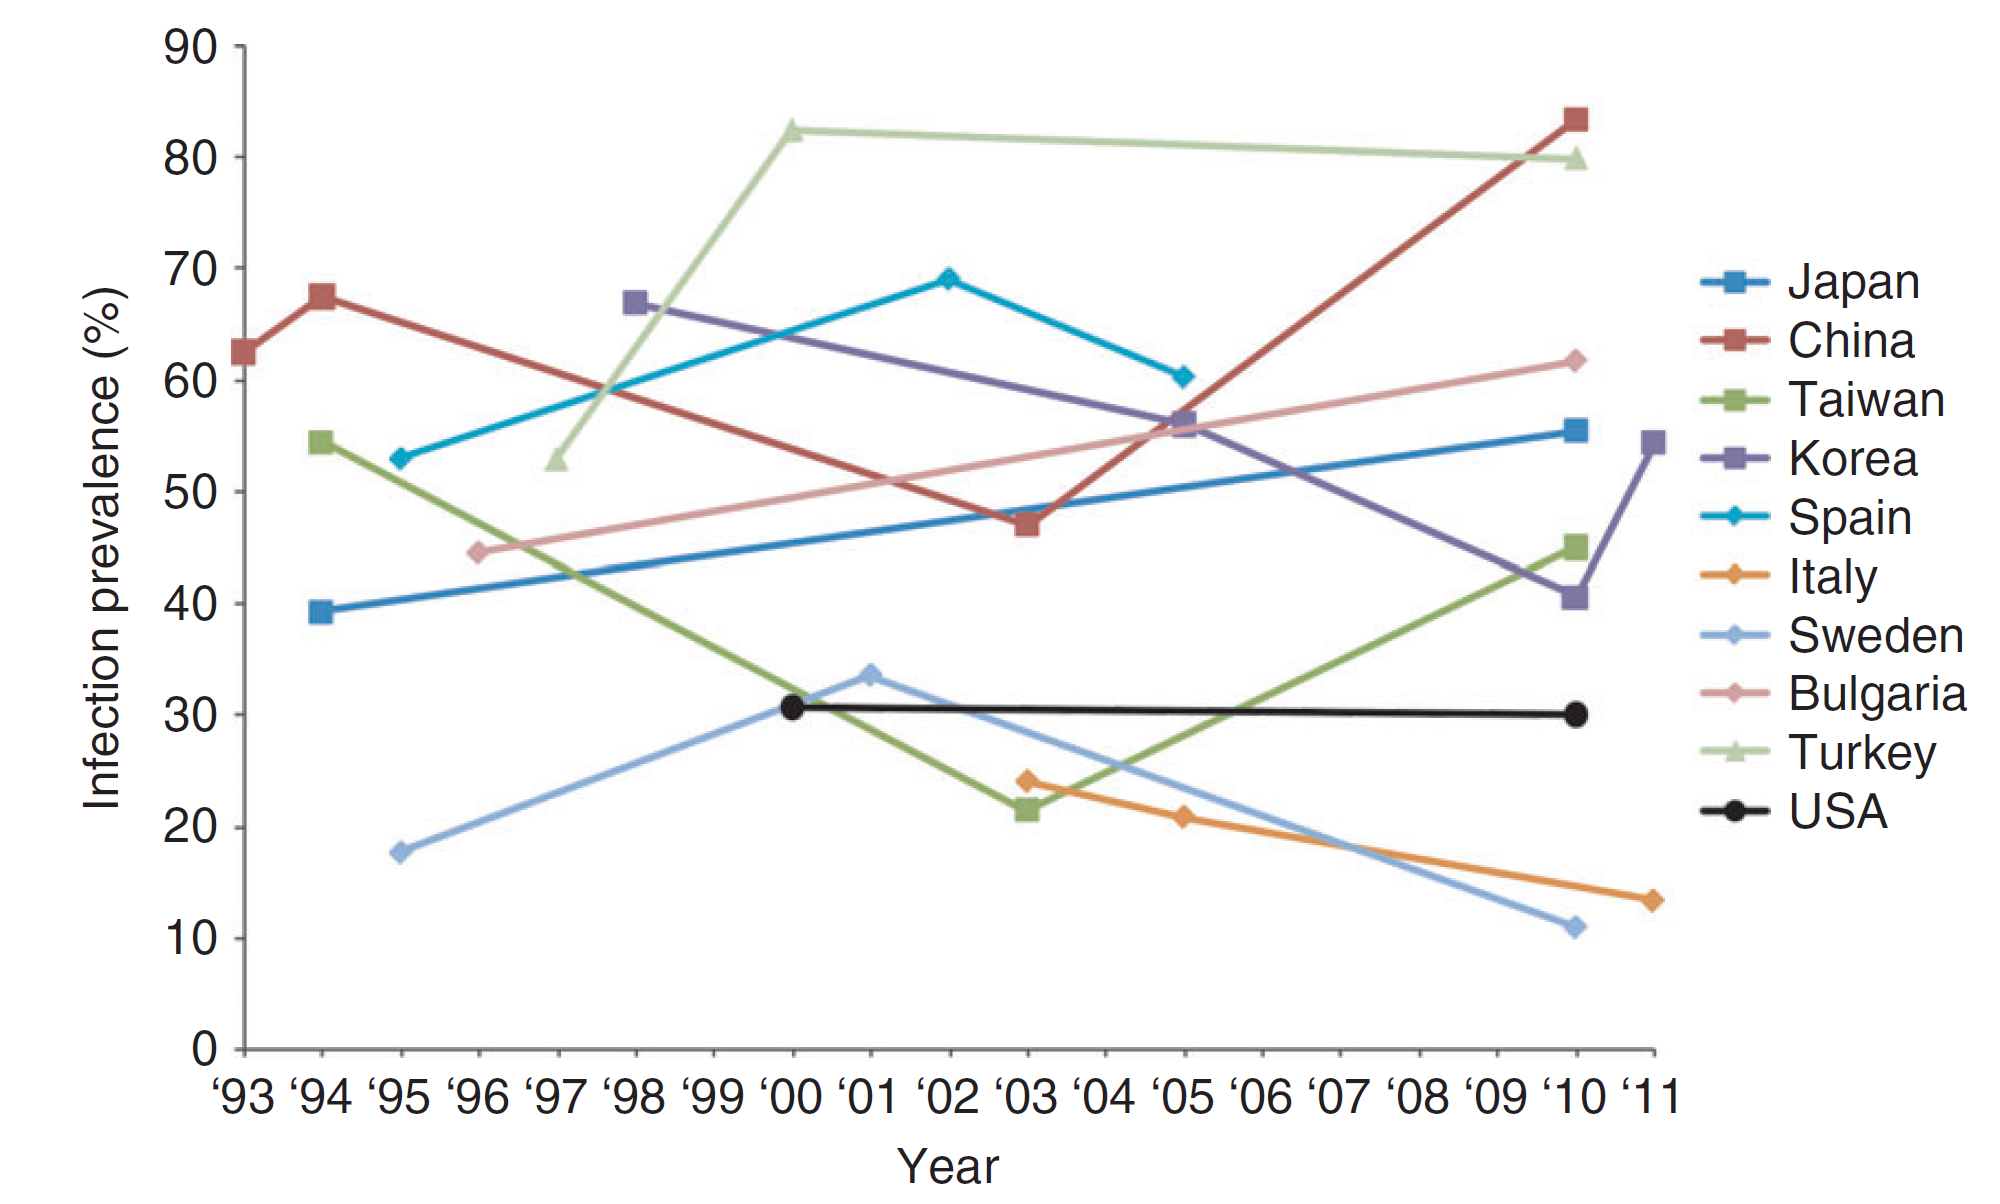 Infection prevalence (%)
90
80
70
60
50
40
30
20
10
0
‘93 ‘94 ‘95 ‘96 ‘97 ‘98 ‘99 ‘00 ‘01 ‘02 ‘03 ‘04 ‘05 ‘06 ‘07 ‘08 ‘09 ‘10 ‘11
Year
Japan
China
Taiwan
Korea
Spain
Italy
Sweden
Bulgaria
Turkey
USA